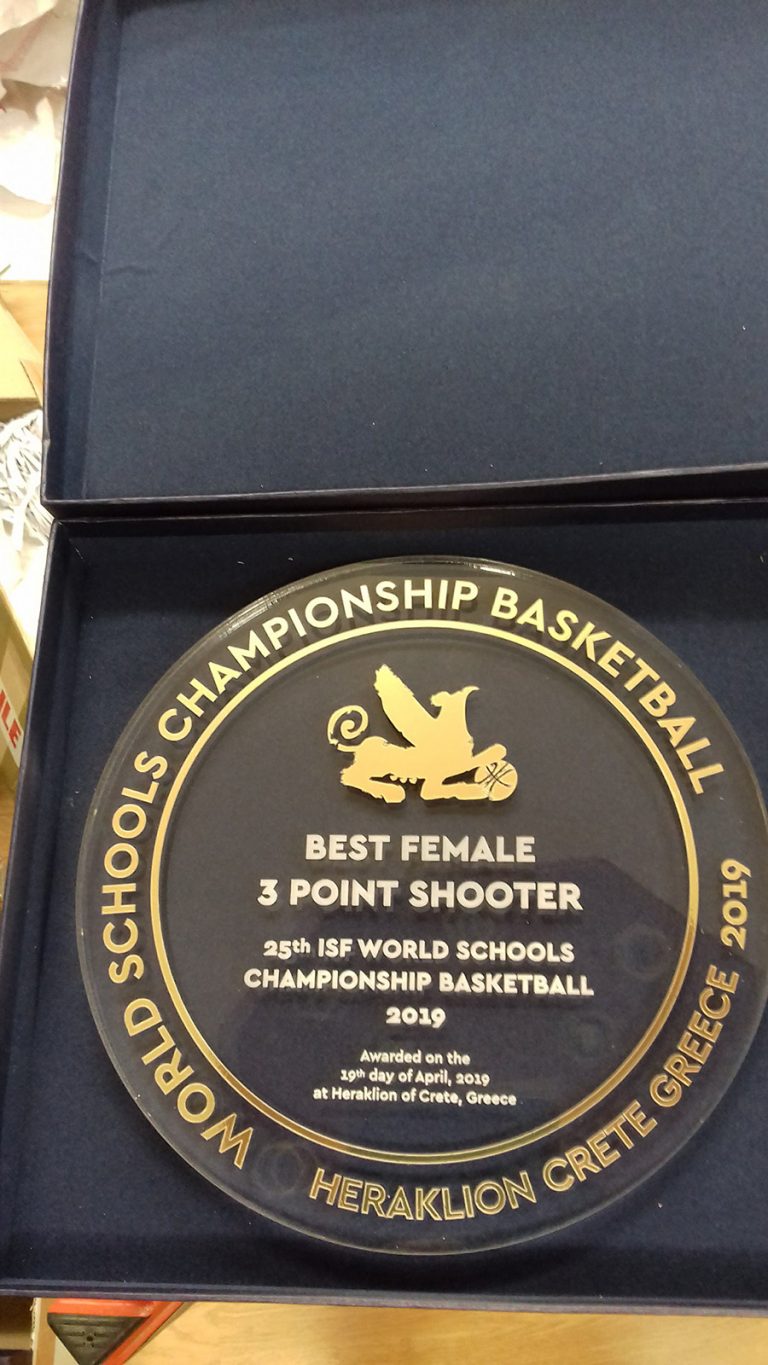 WORLD SCHOOLS CHAMPIONSHIP BASKETBALL
BEST FEMALE
3 POINT SHOOTER
25th ISF WORLD SCHOOLS
CHAMPIONSHIP BASKETBALL
2019
Awarded on the
19th day of April, 2019
at Heraklion of Crete, Greece
HERAKLION CRETE GREECE 2019